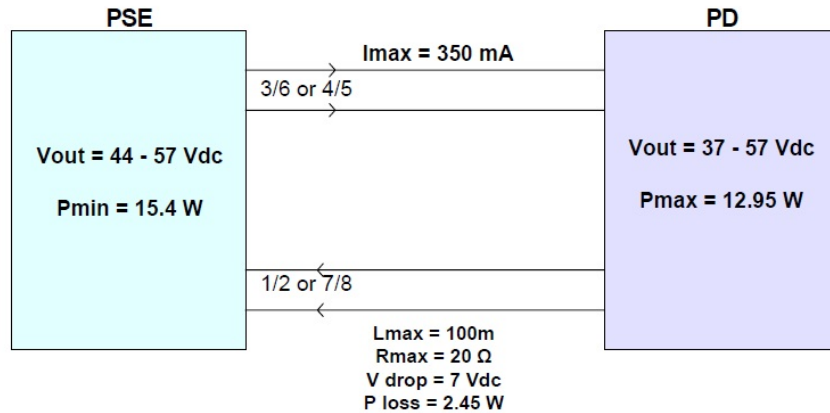 PSE
PD
Imax = 350 mA
3/6 or 4/5
Vout = 44 - 57 Vdc
Pmin = 15.4 W
Vout = 37 - 57 Vdc
Pmax = 12.95 W
1/2 or 7/8
Lmax = 100m
Rmax = 20 Ω
V drop = 7 Vdc
P loss = 2.45 W